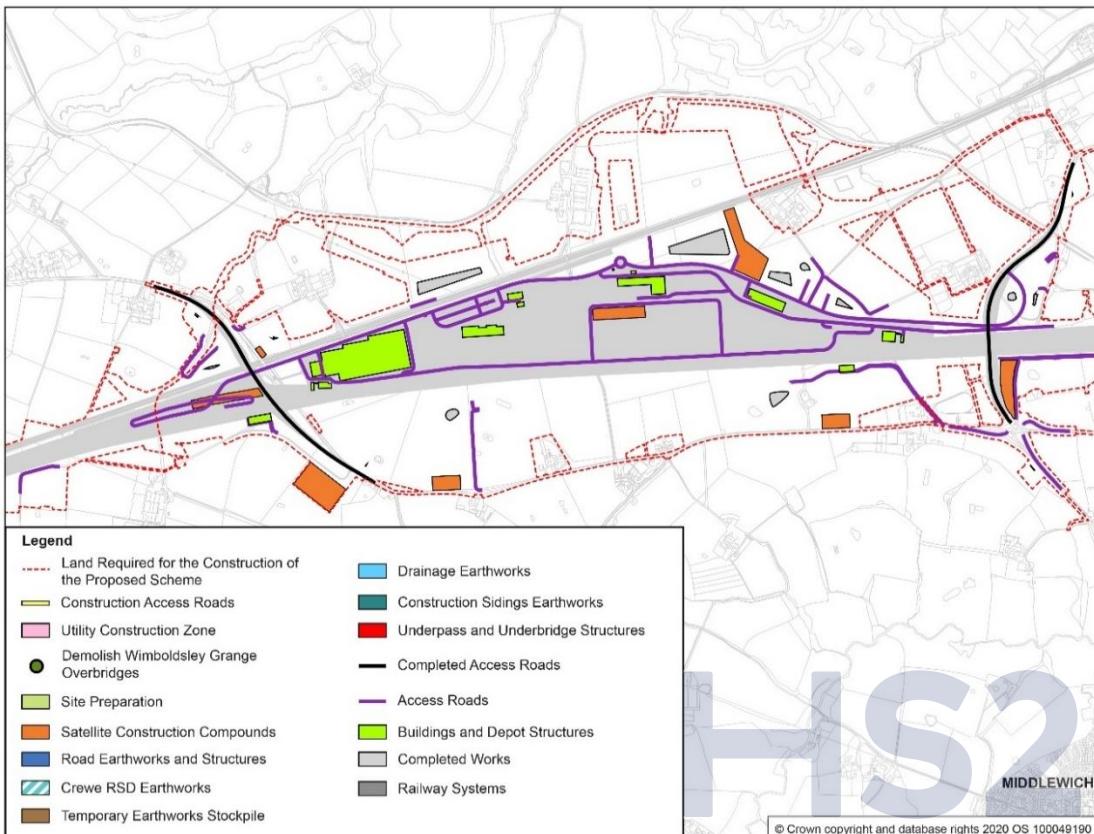 Legend
Land Required for the Construction of
the Proposed Scheme
Construction Access Roads
Utility Construction Zone
Demolish Wimboldsley Grange
Overbridges
Site Preparation
Satellite Construction Compounds
Road Earthworks and Structures
Crewe RSD Earthworks
Temporary Earthworks Stockpile
Drainage Earthworks
Construction Sidings Earthworks
Underpass and Underbridge Structures
Completed Access Roads
Access Roads
Buildings and Depot Structures
Completed Works
Railway Systems
HS2
MIDDLEWICH
© Crown copyright and database rights 2020 OS 100049190